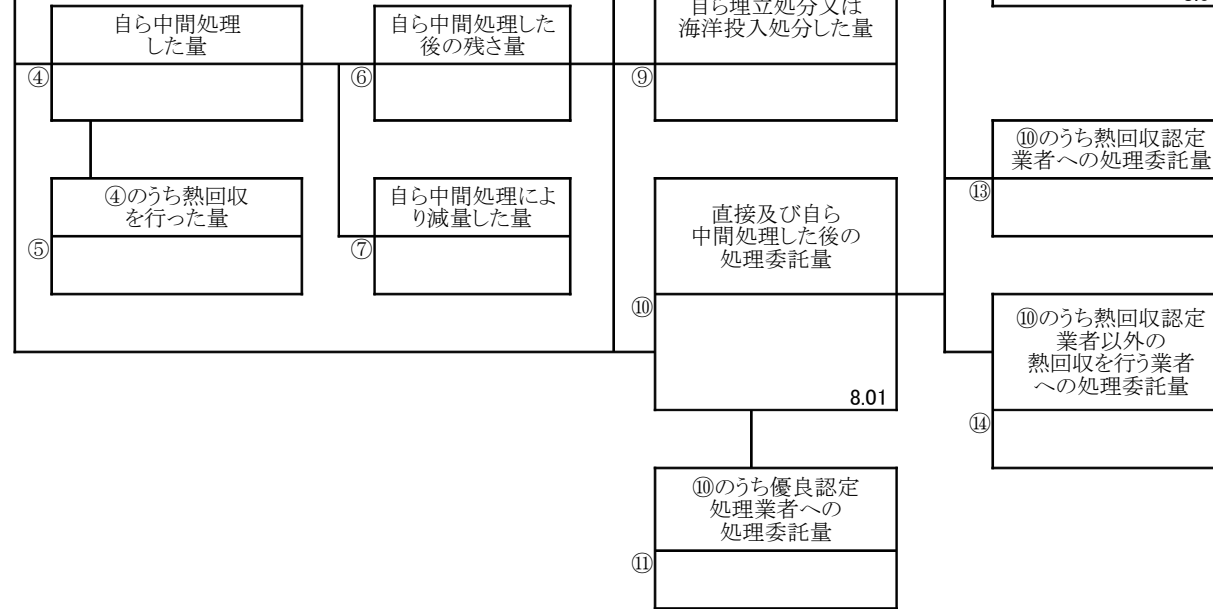 自ら中間処理
した量
④
自ら中間処理した
後の残さ量
⑥
自ら埋立処分又は
海洋投入処分した量
⑨
⑩のうち熱回収認定
業者への処理委託量
⑬
④のうち熱回収
を行った量
⑤
自ら中間処理によ
り減量した量
⑦
直接及び自ら
中間処理した後の
処理委託量
⑩
8.01
⑩のうち熱回収認定
業者以外の
熱回収を行う業者
への処理委託量
⑭
⑩のうち優良認定
処理業者への
処理委託量
⑪